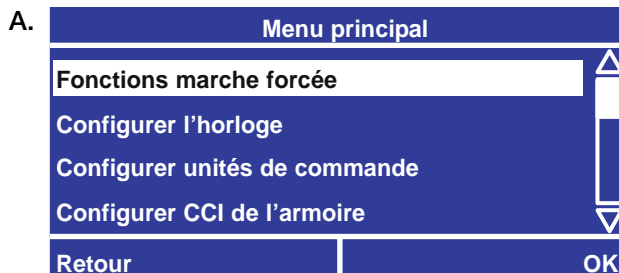 A.
Menu principal
Fonctions marche forcée
Configurer l'horloge
Configurer unités de commande
Configurer CCI de l'armoire
Retour OK